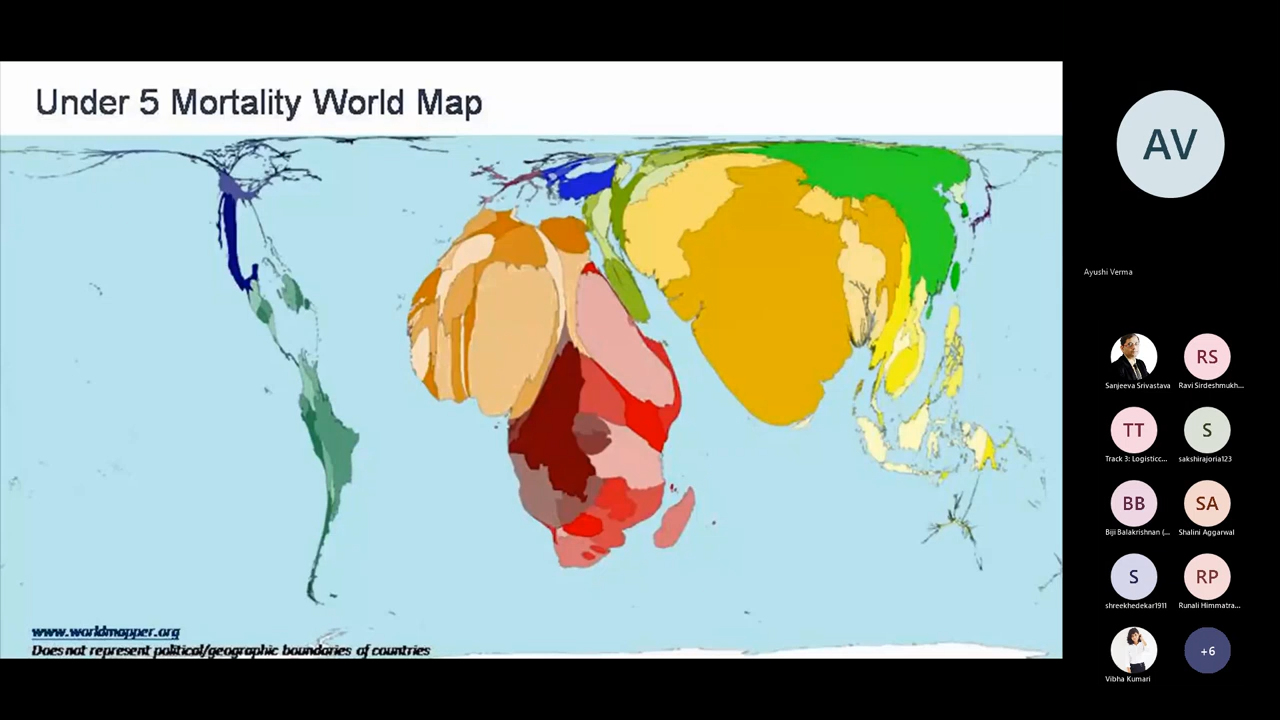 Under 5 Mortality World Map
www.worldmapper.org
Does not represent political/geographic boundaries of countries
AV
Ayushi Verma
Sanjeeva Srivastava
RS
Ravi Sirdeshmukh...
TT
Track 3: Logisticc...
S
sakshirajoria123
BB
Biji Balakrishnan (...
SA
Shalini Aggarwal
S
shreekhedekar1911
RP
Runali Himmatra...
Vibha Kumari
+6